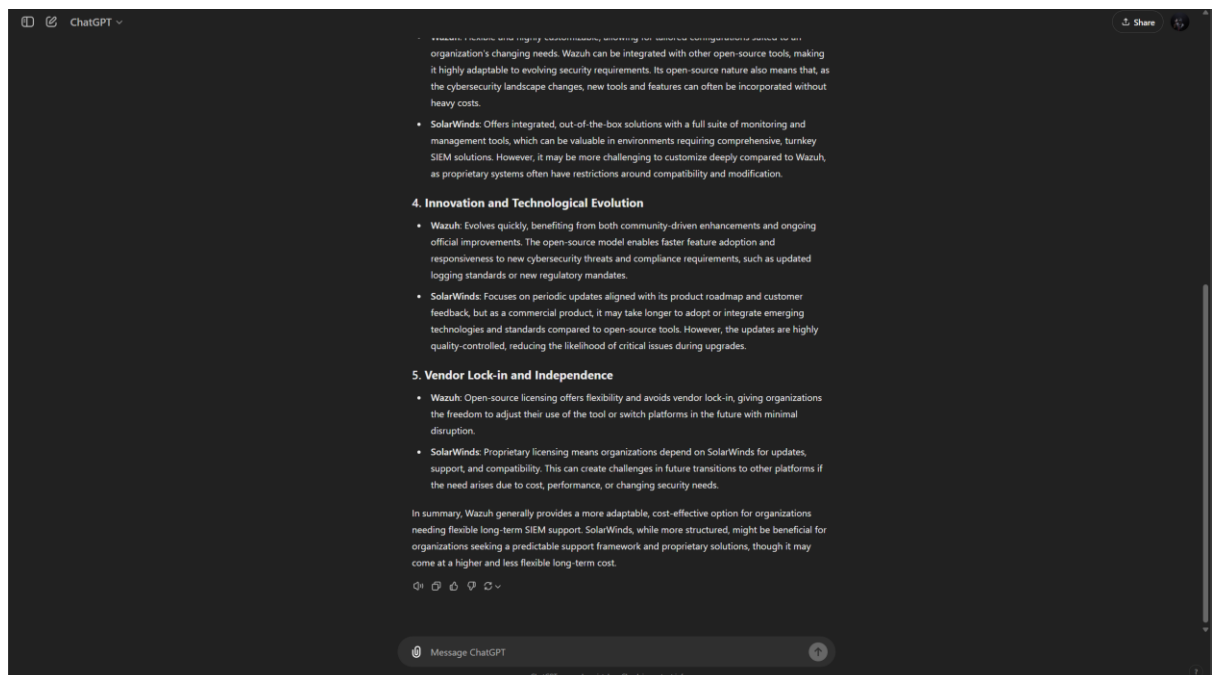 ChatGPT
Share
organization's changing needs. Wazuh can be integrated with other open-source tools, making
it highly adaptable to evolving security requirements. Its open-source nature also means that, as
the cybersecurity landscape changes, new tools and features can often be incorporated without
heavy costs.
• SolarWinds: Offers integrated, out-of-the-box solutions with a full suite of monitoring and
management tools, which can be valuable in environments requiring comprehensive, turnkey
SIEM solutions. However, it may be more challenging to customize deeply compared to Wazuh,
as proprietary systems often have restrictions around compatibility and modification.
4. Innovation and Technological Evolution
• Wazuh: Evolves quickly, benefiting from both community-driven enhancements and ongoing
official improvements. The open-source model enables faster feature adoption and
responsiveness to new cybersecurity threats and compliance requirements, such as updated
logging standards or new regulatory mandates.
• SolarWinds: Focuses on periodic updates aligned with its product roadmap and customer
feedback, but as a commercial product, it may take longer to adopt or integrate emerging
technologies and standards compared to open-source tools. However, the updates are highly
quality-controlled, reducing the likelihood of critical issues during upgrades.
5. Vendor Lock-in and Independence
• Wazuh: Open-source licensing offers flexibility and avoids vendor lock-in, giving organizations
the freedom to adjust their use of the tool or switch platforms in the future with minimal
disruption.
• SolarWinds: Proprietary licensing means organizations depend on SolarWinds for updates,
support, and compatibility. This can create challenges in future transitions to other platforms if
the need arises due to cost, performance, or changing security needs.
In summary, Wazuh generally provides a more adaptable, cost-effective option for organizations
needing flexible long-term SIEM support. SolarWinds, while more structured, might be beneficial for
organizations seeking a predictable support framework and proprietary solutions, though it may
come at a higher and less flexible long-term cost.
Message ChatGPT
?